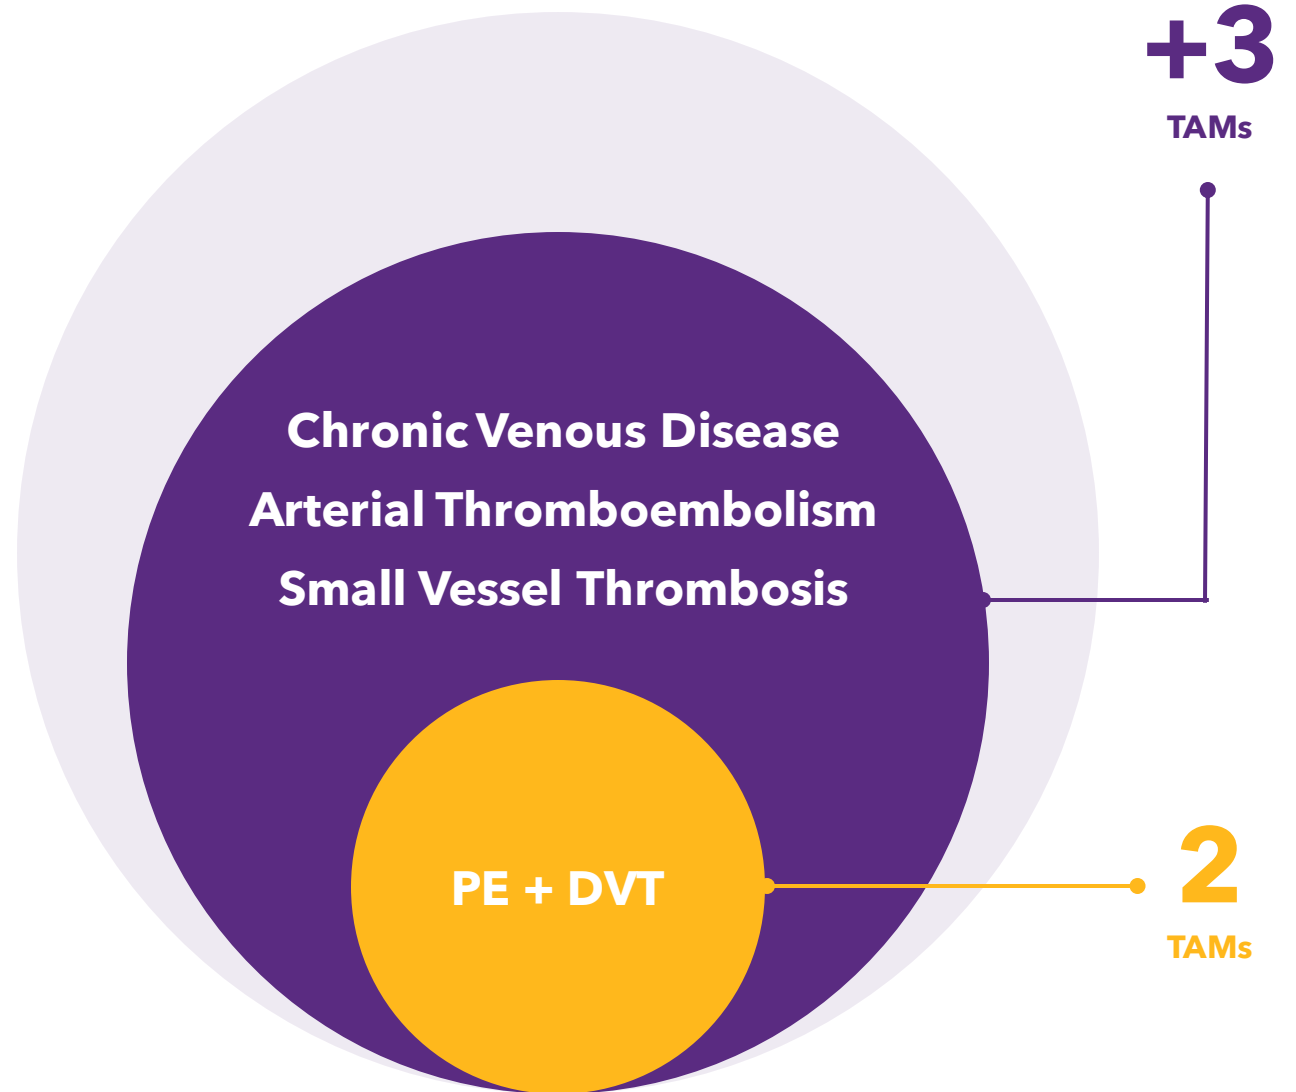 +3
TAMs
Chronic Venous Disease
Arterial Thromboembolism
Small Vessel Thrombosis
PE + DVT
2
TAMs